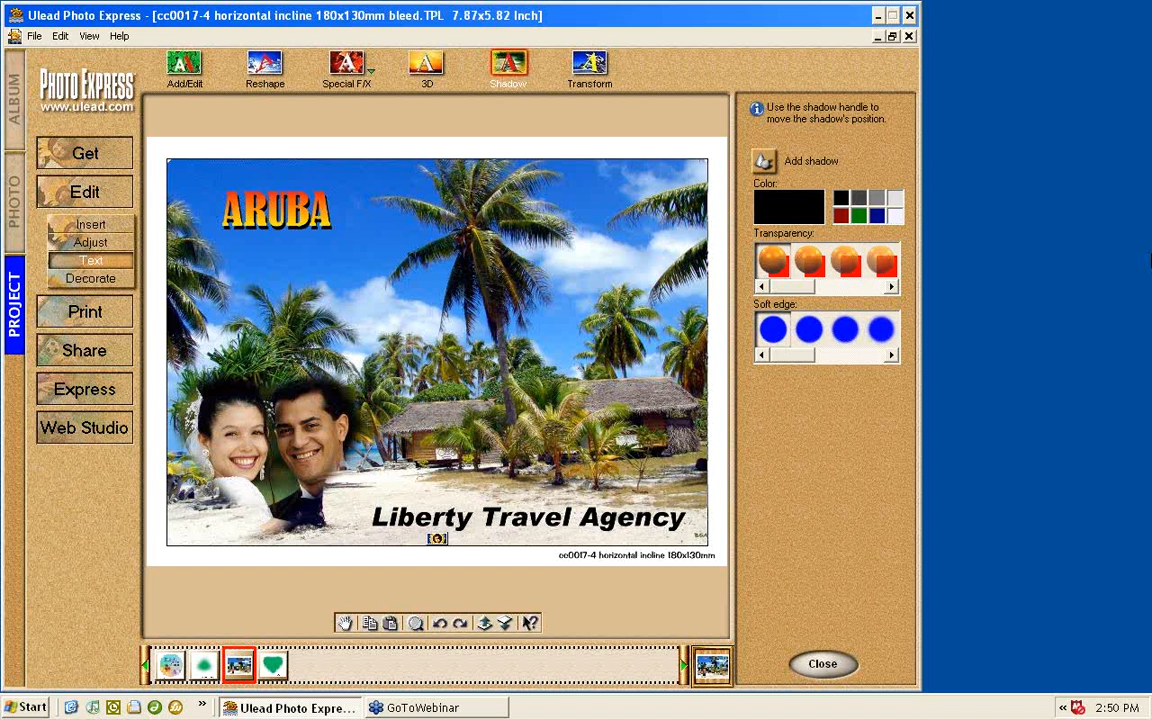 Ulead Photo Express - [cc0017-4 horizontal incline 180x130mm bleed.TPL 7.87x5.82 Inch]
File Edit View Help
ALBUM
PHOTO
PROJECT
PHOTO EXPRESS
www.ulead.com
Add/Edit Reshape Special F/X 3D Shadow Transform
Get
Edit
Insert
Adjust
Text
Decorate
Print
Share
Express
Web Studio
ARUBA
Liberty Travel Agency
cc0017-4 horizontal incline 180x130mm
Use the shadow handle to
move the shadow's position.
Add shadow
Color:
Transparency:
Soft edge:
Close
Start
»
Ulead Photo Expre...
GoToWebinar
«
2:50 PM